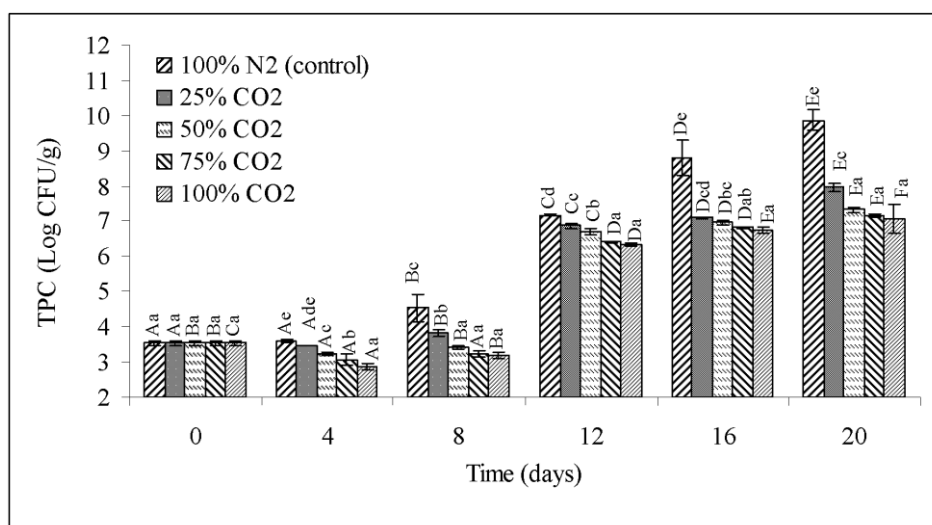 12
11
10
9
8
7
6
5
4
3
2
TPC (Log CFU/g)
100% N2 (control)
25% CO2
50% CO2
75% CO2
100% CO2
Aa
Aa
Ba
Ba
Ca
Ae
Ade
Ac
Ab
Aa
Bc
Bb
Ba
Aa
Ba
Cd
Cc
Cb
Da
Da
De
Dcd
Dbc
Dab
Ea
Ee
Ec
Ea
Ea
Fa
0
4
8
12
16
20
Time (days)